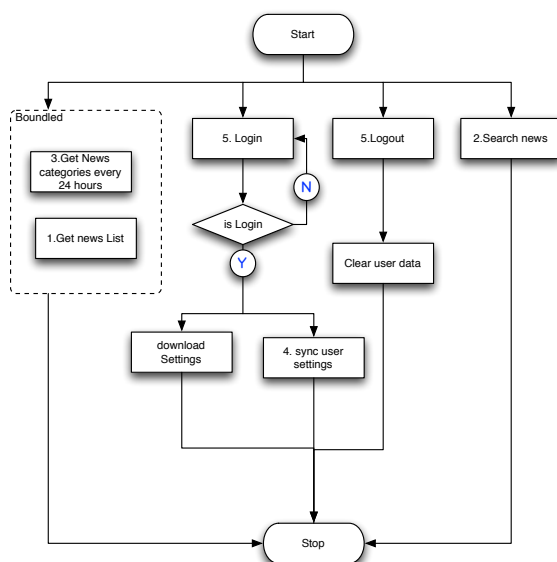 Start
Boundled
3.Get News
categories every
24 hours
1.Get news List
5. Login
N
is Login
Y
download
Settings
4. sync user
settings
5.Logout
Clear user data
2.Search news
Stop